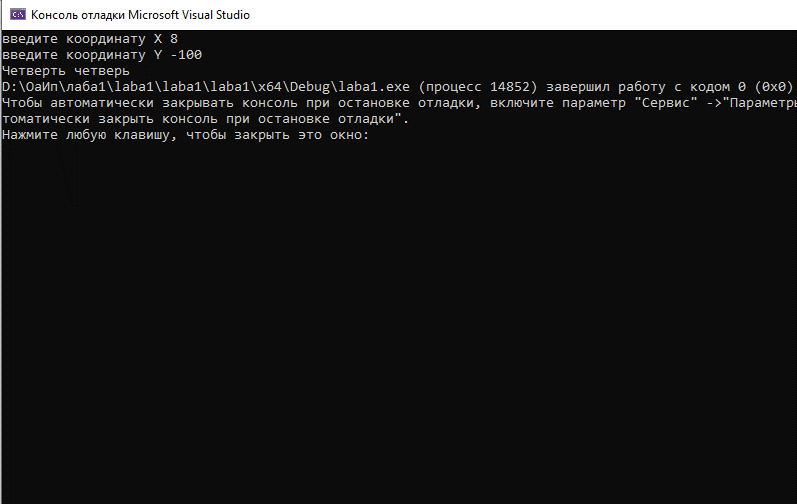 Консоль отладки Microsoft Visual Studio
введите координату X 8
введите координату Y -100
Четверть четверь
D:\ОаИп\лаба1\laba1\laba1\laba1\x64\Debug\laba1.exe (процесс 14852) завершил работу с кодом 0 (0x0)
Чтобы автоматически закрывать консоль при остановке отладки, включите параметр "Сервис" ->"Параметры
томатически закрыть консоль при остановке отладки".
Нажмите любую клавишу, чтобы закрыть это окно: